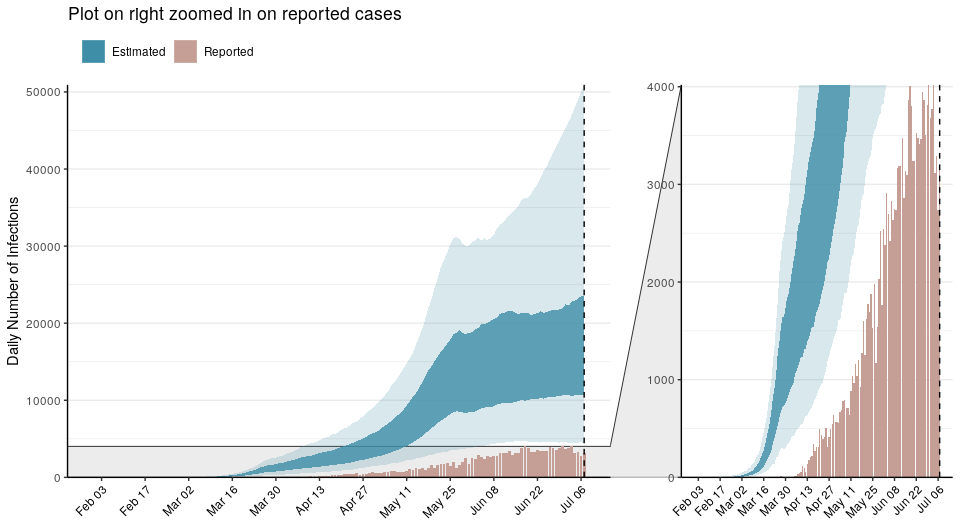 Plot on right zoomed in on reported cases
Estimated Reported
Daily Number of Infections
50000
40000
30000
20000
10000
0
Feb 03 Feb 17 Mar 02 Mar 16 Mar 30 Apr 13 Apr 27 May 11 May 25 Jun 08 Jun 22 Jul 06
4000
3000
2000
1000
0
Feb 03 Feb 17 Mar 02 Mar 16 Mar 30 Apr 13 Apr 27 May 11 May 25 Jun 08 Jun 22 Jul 06